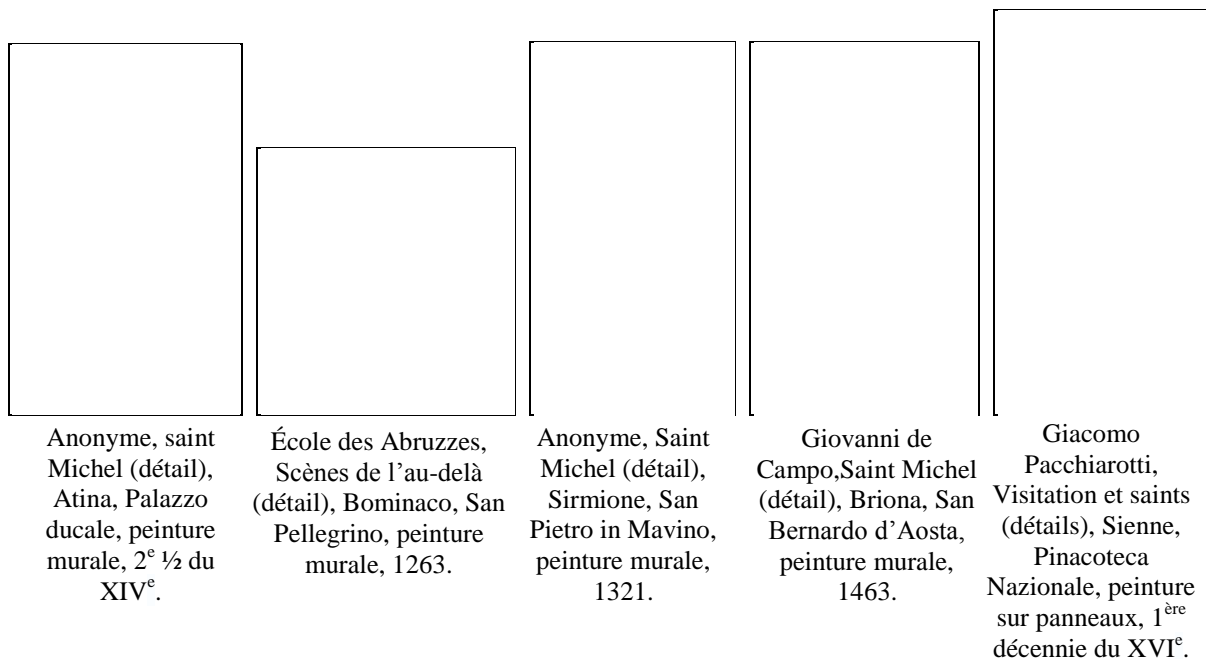 Anonyme, saint
Michel (détail),
Atina, Palazzo
ducale, peinture
murale, 2e ½ du
XIVe.
École des Abruzzes,
Scènes de l’au-delà
(détail), Bominaco, San
Pellegrino, peinture
murale, 1263.
Anonyme, Saint
Michel (détail),
Sirmione, San
Pietro in Mavino,
peinture murale,
1321.
Giovanni de
Campo,Saint Michel
(détail), Briona, San
Bernardo d’Aosta,
peinture murale,
1463.
Giacomo
Pacchiarotti,
Visitation et saints
(détails), Sienne,
Pinacoteca
Nazionale, peinture
sur panneaux, 1ère
décennie du XVIe.